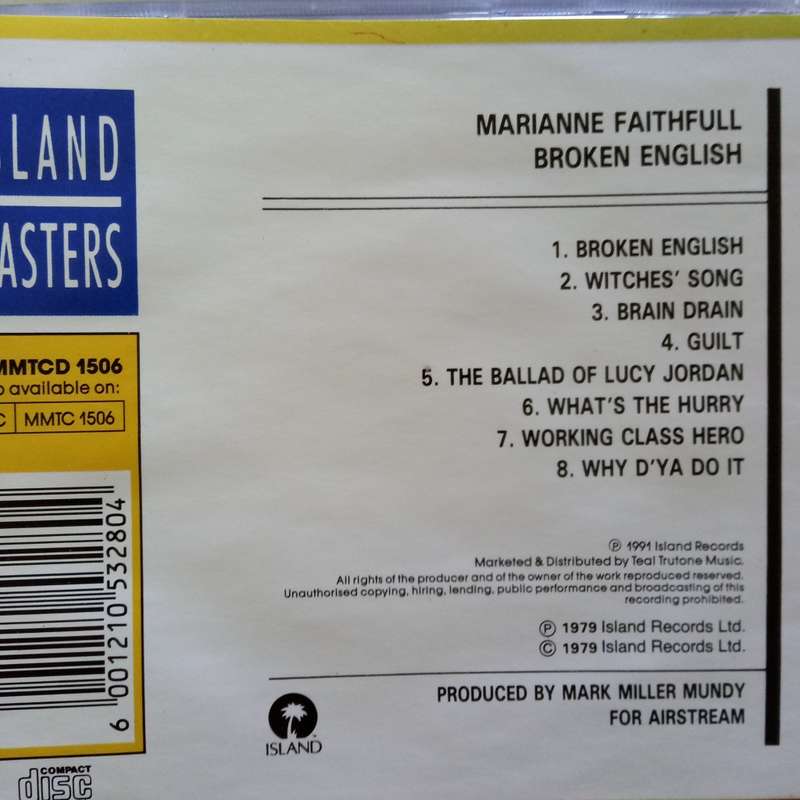 MARIANNE FAITHFULL
BROKEN ENGLISH
1. BROKEN ENGLISH
2. WITCHES' SONG
3. BRAIN DRAIN
4. GUILT
5. THE BALLAD OF LUCY JORDAN
6. WHAT'S THE HURRY
7. WORKING CLASS HERO
8. WHY D'YA DO IT
℗ 1991 Island Records
Marketed & Distributed by Teal Trutone Music.
All rights of the producer and of the owner of the work reproduced reserved.
Unauthorised copying, hiring, lending, public performance and broadcasting of this
recording prohibited.
℗ 1979 Island Records Ltd.
© 1979 Island Records Ltd.
PRODUCED BY MARK MILLER MUNDY
FOR AIRSTREAM
ISLAND
SLAND
ASTERS
MMTCD 1506
o available on:
C MMTC 1506
6 001210 532804
COMPACT
disc